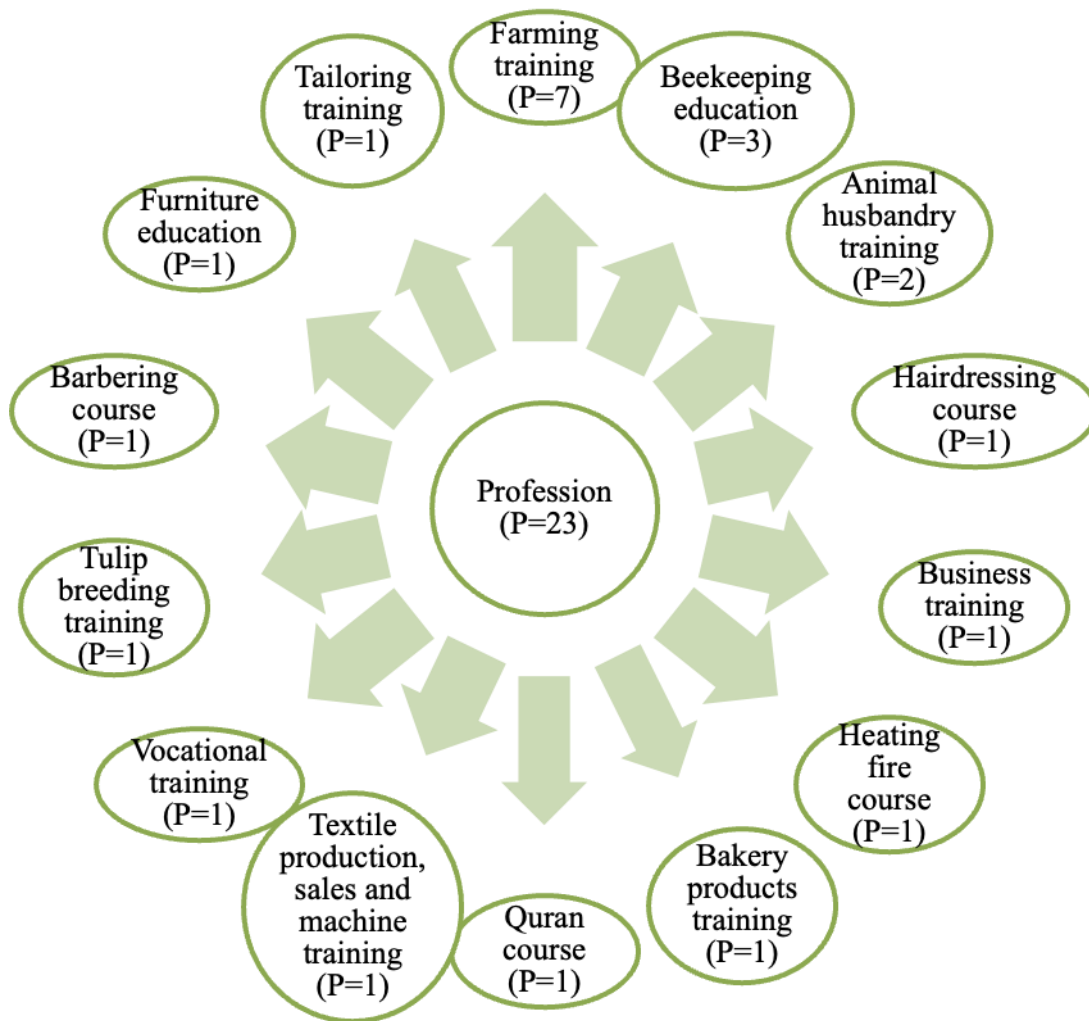 Farming
training
(P=7)
Beekeeping
education
(P=3)
Animal
husbandry
training
(P=2)
Hairdressing
course
(P=1)
Business
training
(P=1)
Heating
fire
course
(P=1)
Bakery
products
training
(P=1)
Quran
course
(P=1)
Textile
production,
sales and
machine
training
(P=1)
Vocational
training
(P=1)
Tulip
breeding
training
(P=1)
Barbering
course
(P=1)
Furniture
education
(P=1)
Tailoring
training
(P=1)
Profession
(P=23)